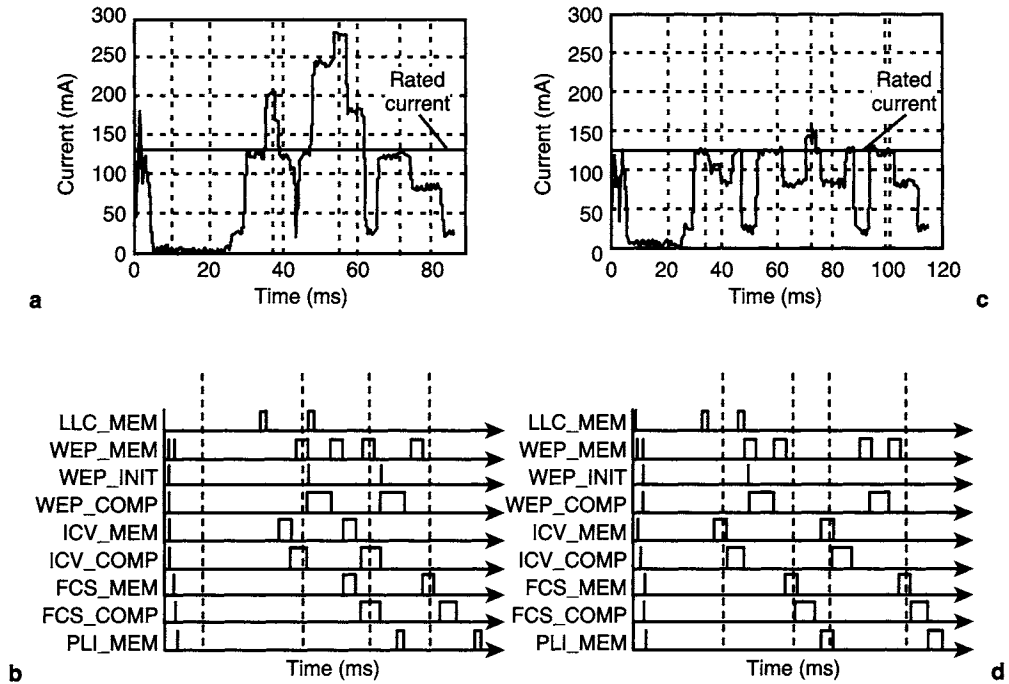 300
250
200
150
100
50
0
Current (mA)
Rated
current
0 20 40 60 80
Time (ms)
a
300
250
200
150
100
50
0
Current (mA)
Rated
current
0 20 40 60 80 100 120
Time (ms)
c
LLC_MEM
WEP_MEM
WEP_INIT
WEP_COMP
ICV_MEM
ICV_COMP
FCS_MEM
FCS_COMP
PLI_MEM
Time (ms)
b
LLC_MEM
WEP_MEM
WEP_INIT
WEP_COMP
ICV_MEM
ICV_COMP
FCS_MEM
FCS_COMP
PLI_MEM
Time (ms)
d